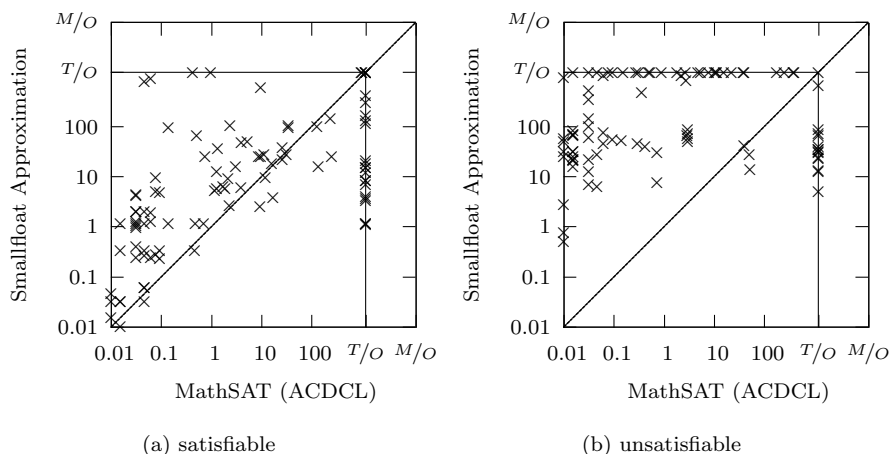 M/O
T/O
100
10
1
0.1
0.01
Smallfloat Approximation
0.01 0.1 1 10 100 T/O M/O
MathSAT (ACDCL)
(a) satisfiable
M/O
T/O
100
10
1
0.1
0.01
Smallfloat Approximation
0.01 0.1 1 10 100 T/O M/O
MathSAT (ACDCL)
(b) unsatisfiable